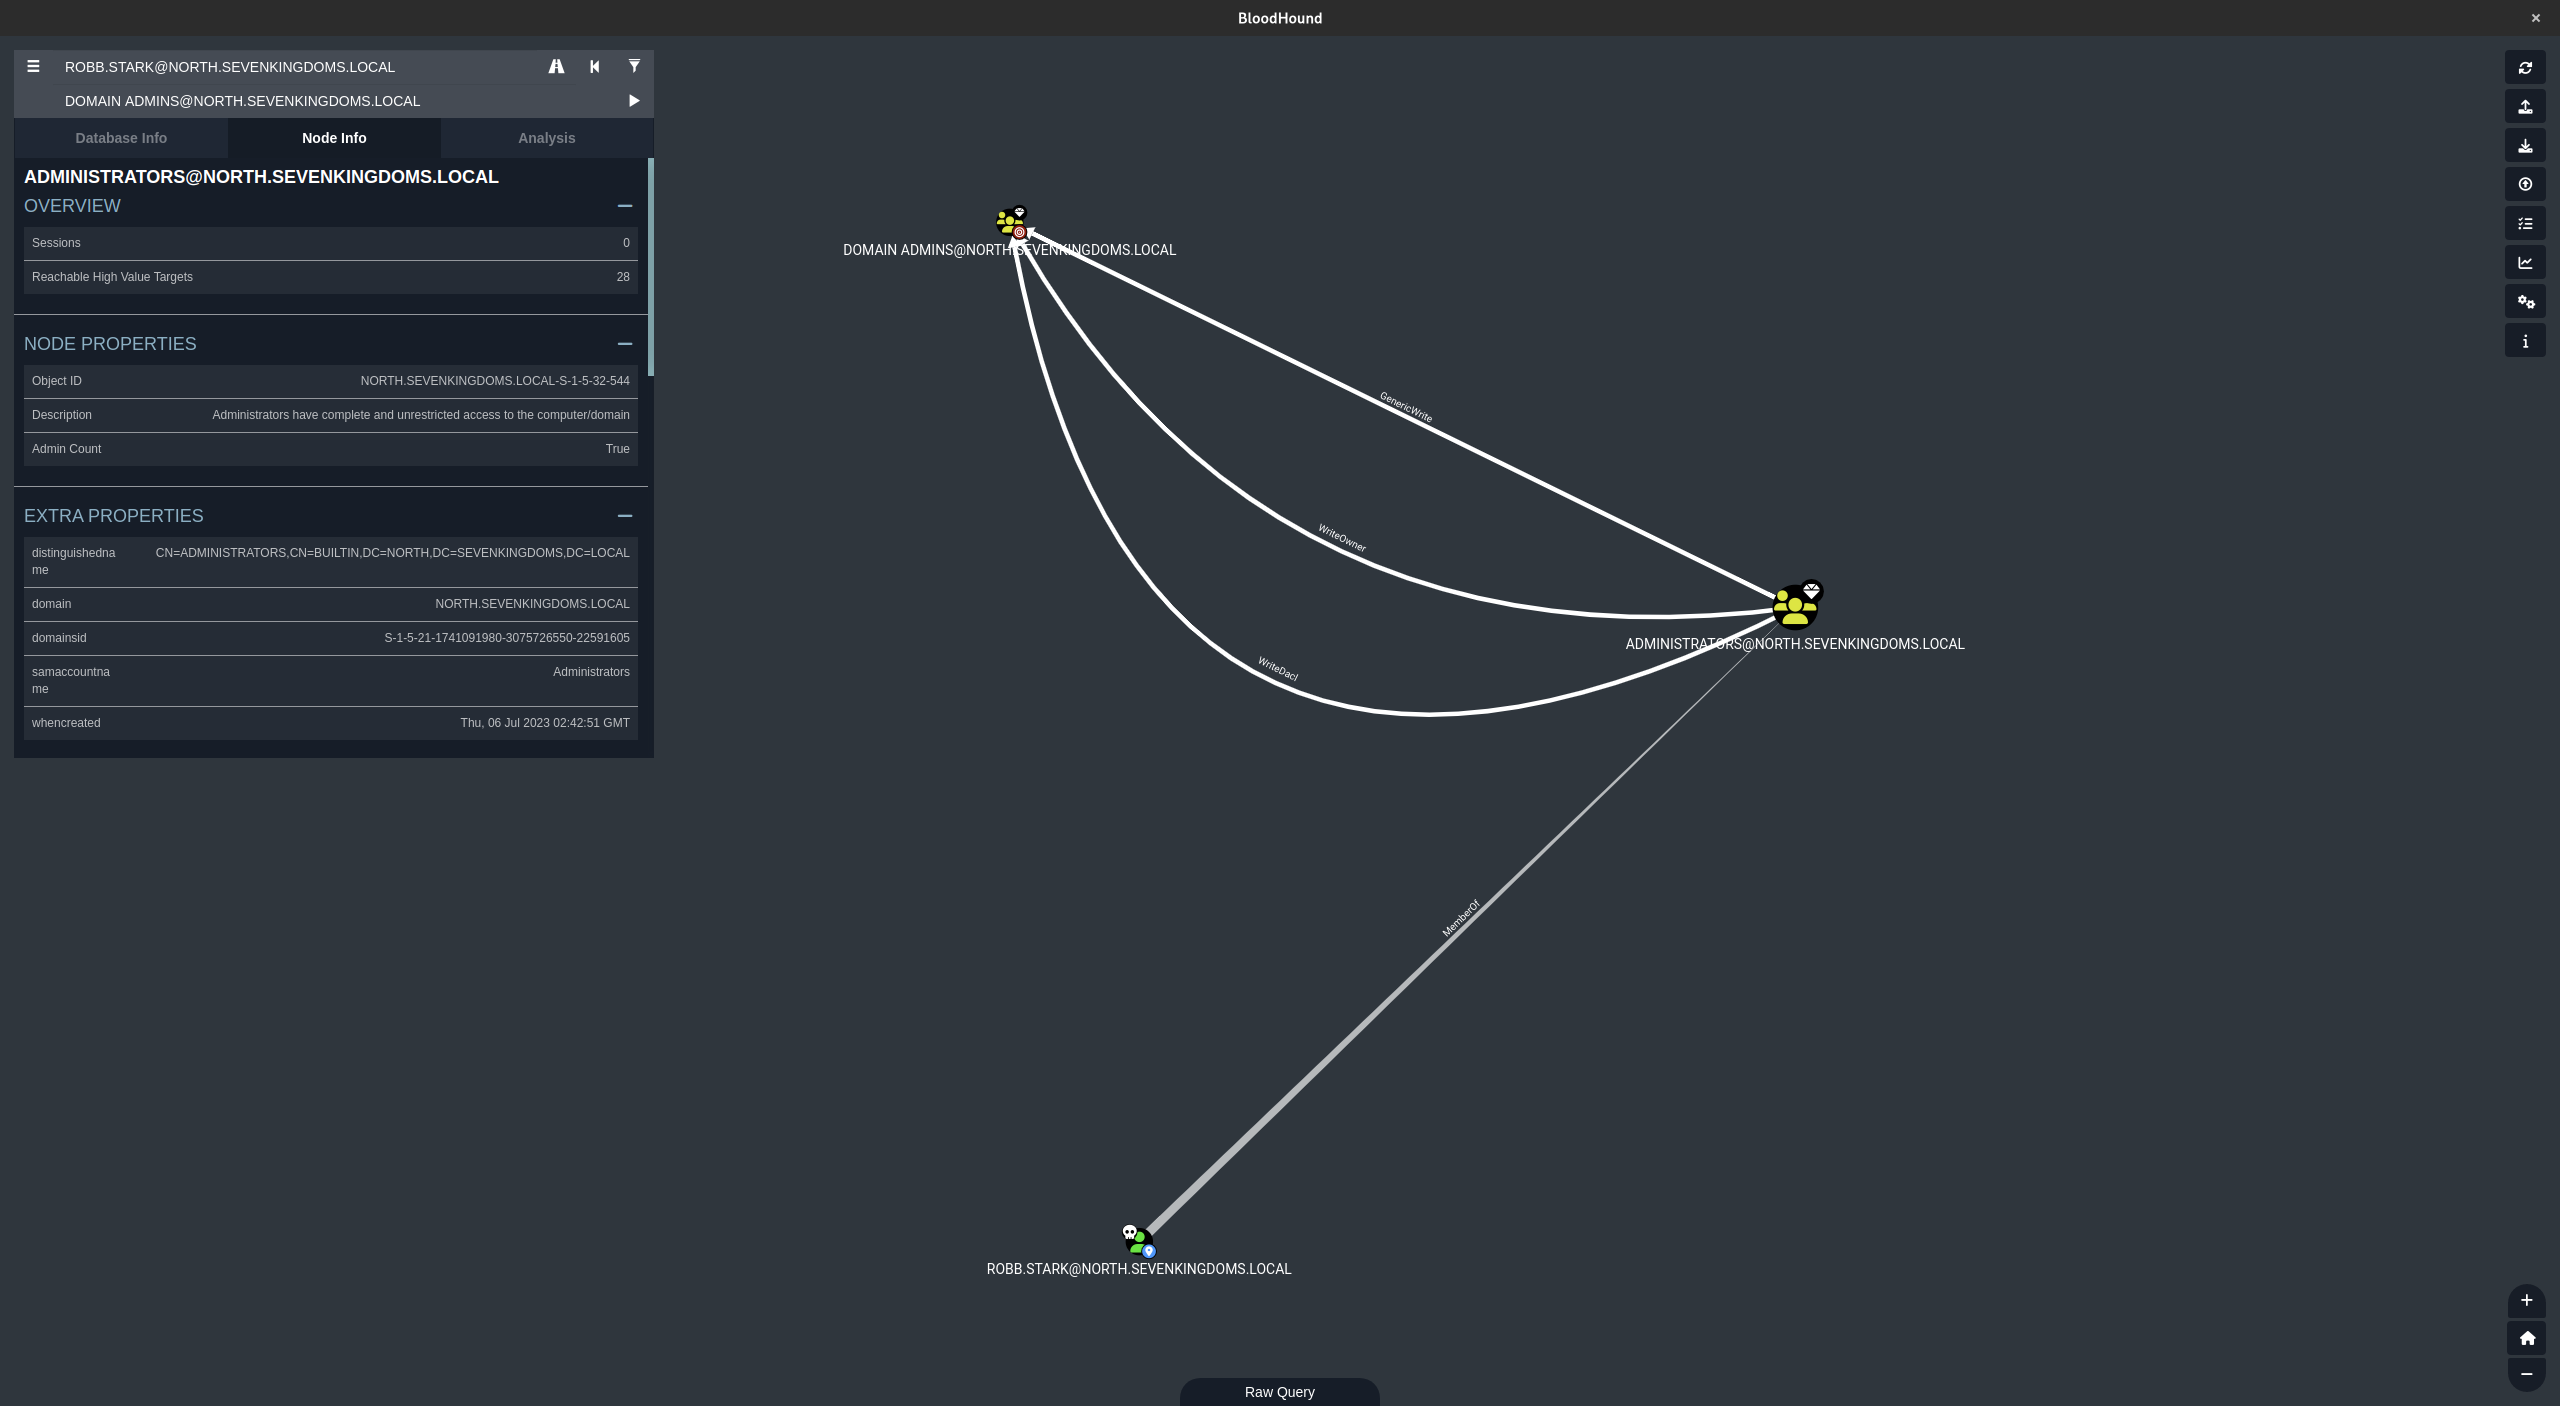 BloodHound
ROBB.STARK@NORTH.SEVENKINGDOMS.LOCAL
DOMAIN ADMINS@NORTH.SEVENKINGDOMS.LOCAL
Database Info Node Info Analysis
ADMINISTRATORS@NORTH.SEVENKINGDOMS.LOCAL
OVERVIEW
Sessions 0
Reachable High Value Targets 28
NODE PROPERTIES
Object ID NORTH.SEVENKINGDOMS.LOCAL-S-1-5-32-544
Description Administrators have complete and unrestricted access to the computer/domain
Admin Count True
EXTRA PROPERTIES
distinguishedna CN=ADMINISTRATORS,CN=BUILTIN,DC=NORTH,DC=SEVENKINGDOMS,DC=LOCAL
me
domain NORTH.SEVENKINGDOMS.LOCAL
domainsid S-1-5-21-1741091980-3075726550-22591605
samaccountna Administrators
me
whencreated Thu, 06 Jul 2023 02:42:51 GMT
DOMAIN ADMINS@NORTH.SEVENKINGDOMS.LOCAL
GenericWrite
WriteOwner
ADMINISTRATORS@NORTH.SEVENKINGDOMS.LOCAL
WriteDacl
MemberOf
ROBB.STARK@NORTH.SEVENKINGDOMS.LOCAL
Raw Query